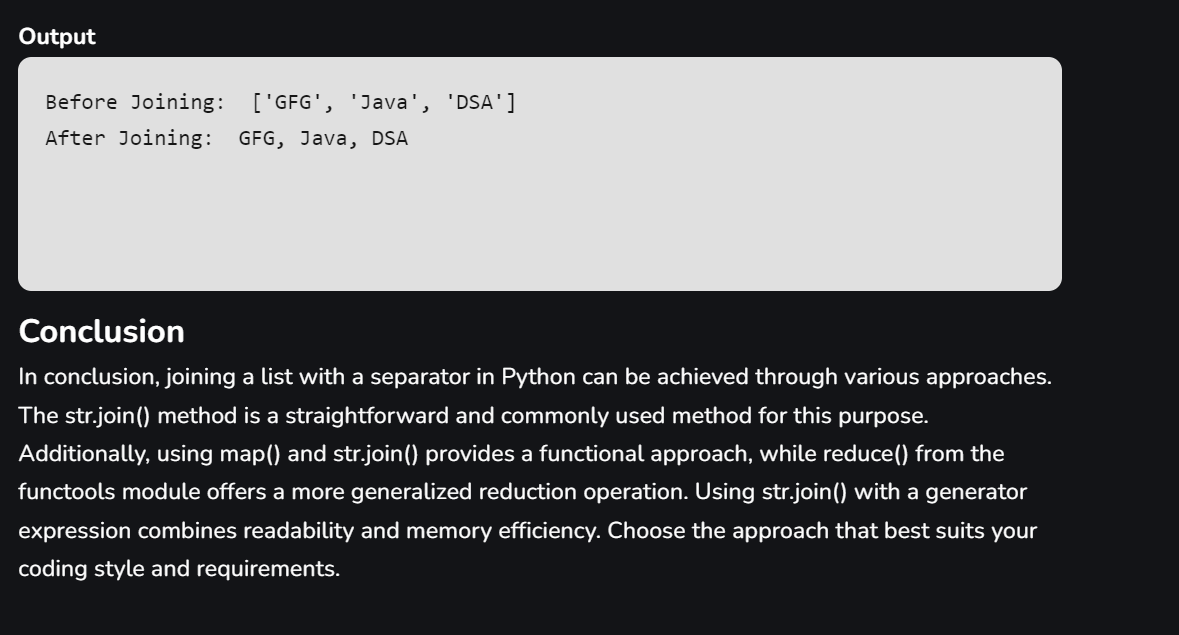 Output
Before Joining:  ['GFG', 'Java', 'DSA']
After Joining:  GFG, Java, DSA
Conclusion
In conclusion, joining a list with a separator in Python can be achieved through various approaches.
The str.join() method is a straightforward and commonly used method for this purpose.
Additionally, using map() and str.join() provides a functional approach, while reduce() from the
functools module offers a more generalized reduction operation. Using str.join() with a generator
expression combines readability and memory efficiency. Choose the approach that best suits your
coding style and requirements.